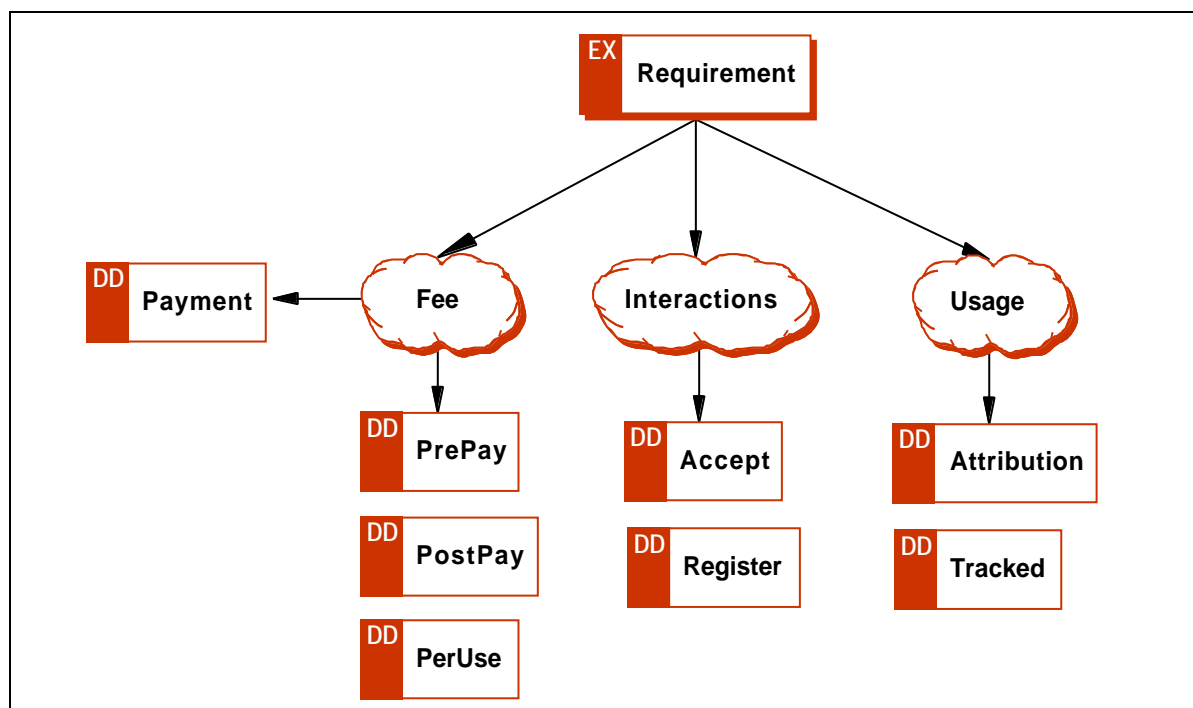 EX
Requirement
DD
Payment
Fee
Interactions
Usage
DD
PrePay
DD
Accept
DD
Attribution
DD
PostPay
DD
Register
DD
Tracked
DD
PerUse